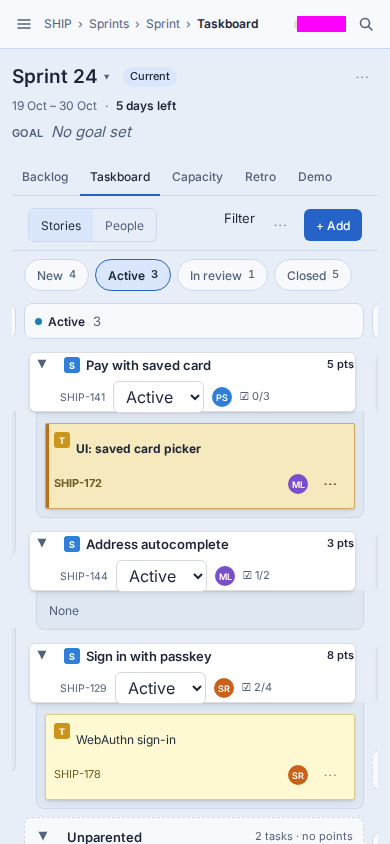 SHIP › Sprints › Sprint › Taskboard
Sprint 24 ▾ Current ...
19 Oct – 30 Oct · 5 days left
GOAL No goal set
Backlog Taskboard Capacity Retro Demo
Stories People Filter ... + Add
New 4 Active 3 In review 1 Closed 5
Active 3
▼ S Pay with saved card 5 pts
SHIP-141 Active PS ☑ 0/3
T UI: saved card picker
SHIP-172 ML ...
▼ S Address autocomplete 3 pts
SHIP-144 Active ML ☑ 1/2
None
▼ S Sign in with passkey 8 pts
SHIP-129 Active SR ☑ 2/4
T WebAuthn sign-in
SHIP-178 SR ...
▼ Unparented 2 tasks · no points